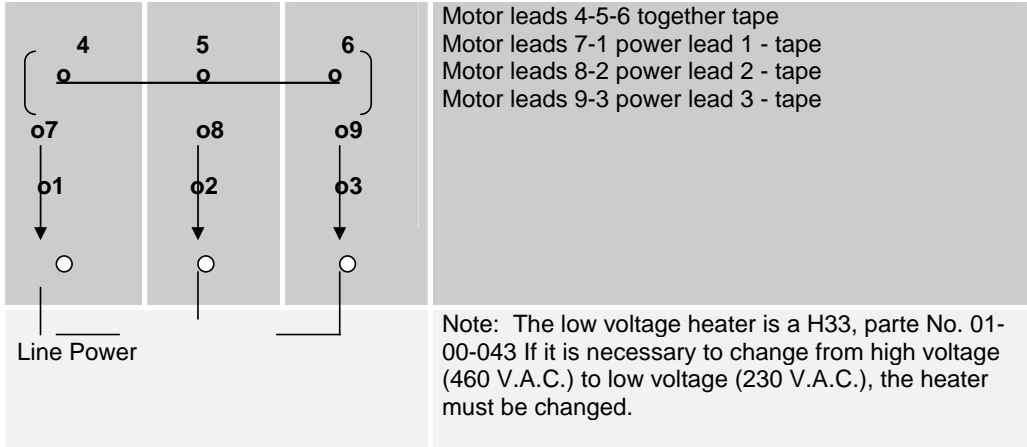 4 5 6
o o o
o7 o8 o9
o1 o2 o3
Line Power
Motor leads 4-5-6 together tape
Motor leads 7-1 power lead 1 - tape
Motor leads 8-2 power lead 2 - tape
Motor leads 9-3 power lead 3 - tape
Note: The low voltage heater is a H33, parte No. 01-
00-043 If it is necessary to change from high voltage
(460 V.A.C.) to low voltage (230 V.A.C.), the heater
must be changed.